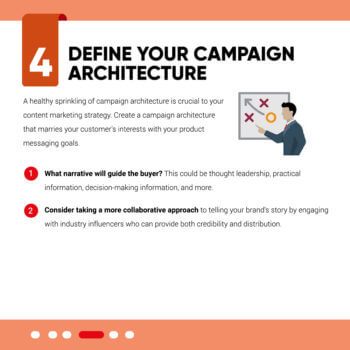 4
DEFINE YOUR CAMPAIGN
ARCHITECTURE
A healthy sprinkling of campaign architecture is crucial to your
content marketing strategy. Create a campaign architecture
that marries your customer's interests with your product
messaging goals.
1 What narrative will guide the buyer? This could be thought leadership, practical
information, decision-making information, and more.
2 Consider taking a more collaborative approach to telling your brand's story by engaging
with industry influencers who can provide both credibility and distribution.